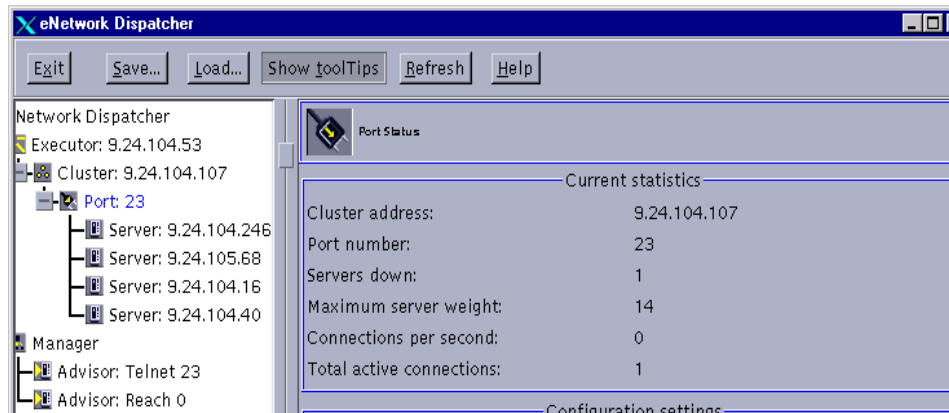 eNetwork Dispatcher
Exit Save... Load... Show toolTips Refresh Help
Network Dispatcher
Executor: 9.24.104.53
Cluster: 9.24.104.107
Port: 23
Server: 9.24.104.246
Server: 9.24.105.68
Server: 9.24.104.16
Server: 9.24.104.40
Manager
Advisor: Telnet 23
Advisor: Reach 0
Port Status
Current statistics
Cluster address: 9.24.104.107
Port number: 23
Servers down: 1
Maximum server weight: 14
Connections per second: 0
Total active connections: 1
Configuration settings